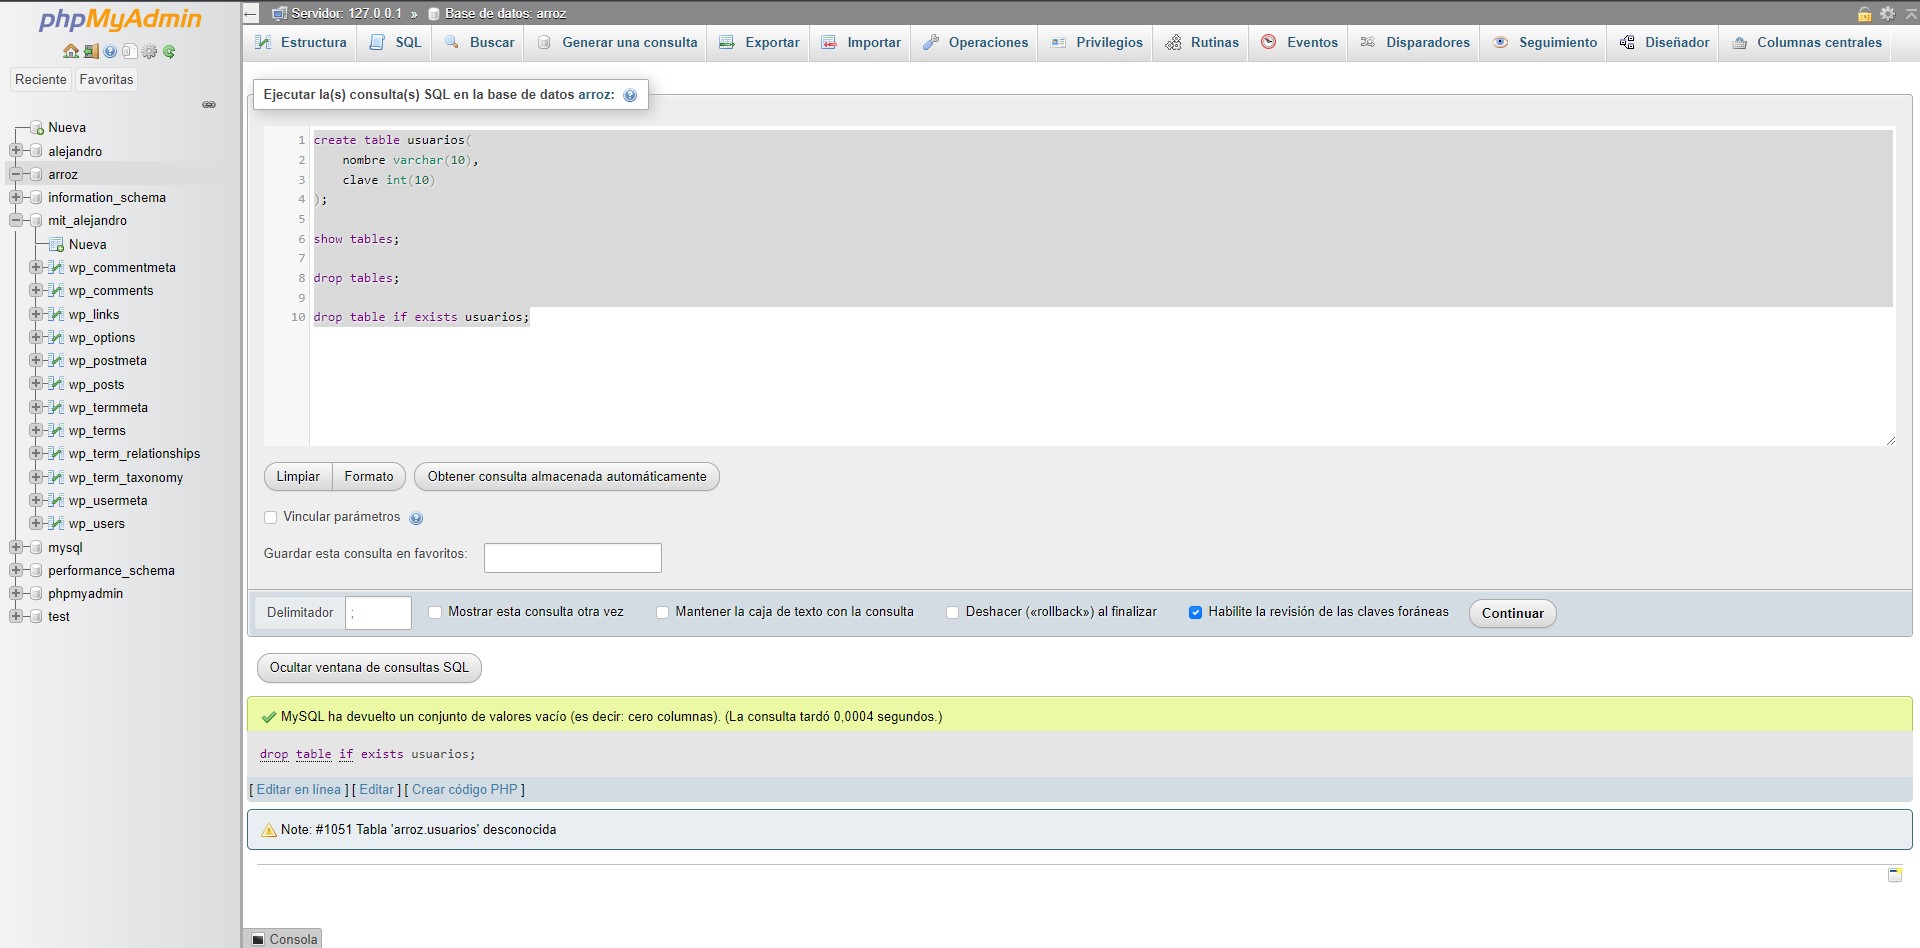 phpMyAdmin
Reciente Favoritas
Nueva
alejandro
arroz
information_schema
mit_alejandro
Nueva
wp_commentmeta
wp_comments
wp_links
wp_options
wp_postmeta
wp_posts
wp_termmeta
wp_terms
wp_term_relationships
wp_term_taxonomy
wp_usermeta
wp_users
mysql
performance_schema
phpmyadmin
test
Servidor: 127.0.0.1 » Base de datos: arroz
Estructura SQL Buscar Generar una consulta Exportar Importar Operaciones Privilegios Rutinas Eventos Disparadores Seguimiento Diseñador Columnas centrales
Ejecutar la(s) consulta(s) SQL en la base de datos arroz:
1 create table usuarios(
2 nombre varchar(10),
3 clave int(10)
4 );
5
6 show tables;
7
8 drop tables;
9
10 drop table if exists usuarios;
Limpiar Formato Obtener consulta almacenada automáticamente
Vincular parámetros
Guardar esta consulta en favoritos:
Delimitador ; Mostrar esta consulta otra vez Mantener la caja de texto con la consulta Deshacer («rollback») al finalizar Habilite la revisión de las claves foráneas Continuar
Ocultar ventana de consultas SQL
MySQL ha devuelto un conjunto de valores vacío (es decir: cero columnas). (La consulta tardó 0,0004 segundos.)
drop table if exists usuarios;
[ Editar en línea ] [ Editar ] [ Crear código PHP ]
Note: #1051 Tabla 'arroz.usuarios' desconocida
Consola